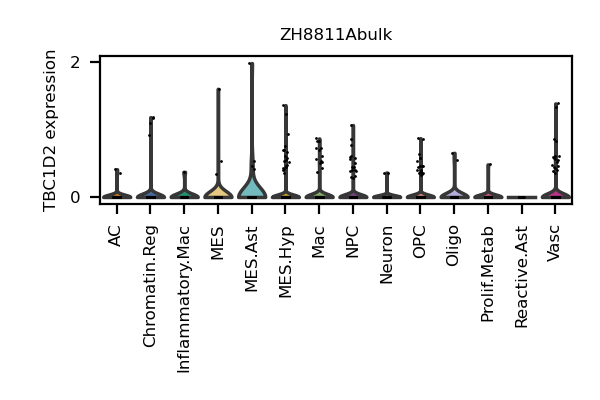 ZH8811Abulk
TBC1D2 expression
2
0
AC
Chromatin.Reg
Inflammatory.Mac
MES
MES.Ast
MES.Hyp
Mac
NPC
Neuron
OPC
Oligo
Prolif.Metab
Reactive.Ast
Vasc